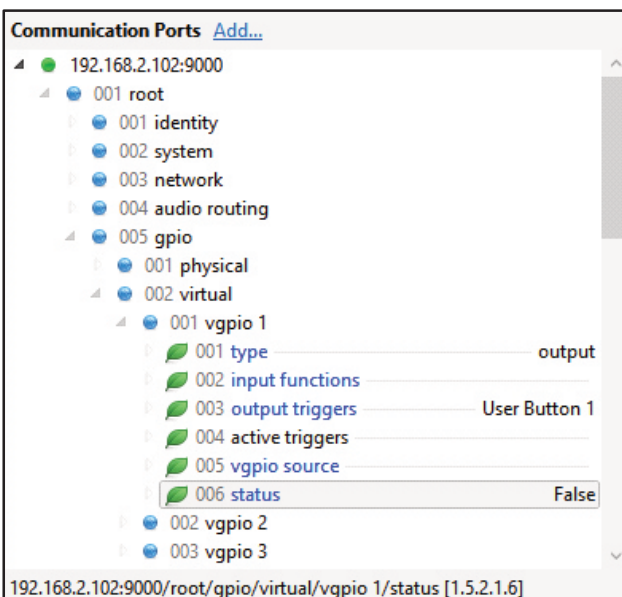 Communication Ports Add...
192.168.2.102:9000
001 root
001 identity
002 system
003 network
004 audio routing
005 gpio
001 physical
002 virtual
001 vgpio 1
001 type output
002 input functions
003 output triggers User Button 1
004 active triggers
005 vgpio source
006 status False
002 vgpio 2
003 vgpio 3
192.168.2.102:9000/root/gpio/virtual/vgpio 1/status [1.5.2.1.6]